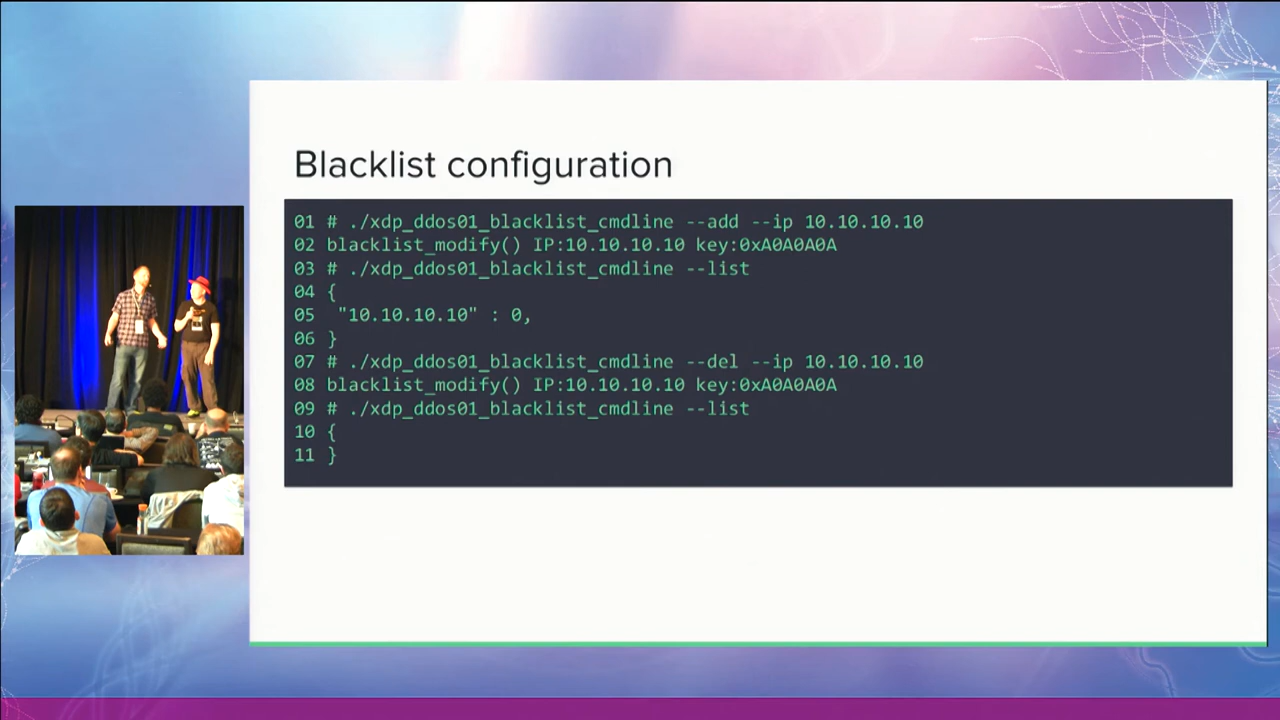 Blacklist configuration
01 # ./xdp_ddos01_blacklist_cmdline --add --ip 10.10.10.10
02 blacklist_modify() IP:10.10.10.10 key:0xA0A0A0A
03 # ./xdp_ddos01_blacklist_cmdline --list
04 {
05  "10.10.10.10" : 0,
06 }
07 # ./xdp_ddos01_blacklist_cmdline --del --ip 10.10.10.10
08 blacklist_modify() IP:10.10.10.10 key:0xA0A0A0A
09 # ./xdp_ddos01_blacklist_cmdline --list
10 {
11 }